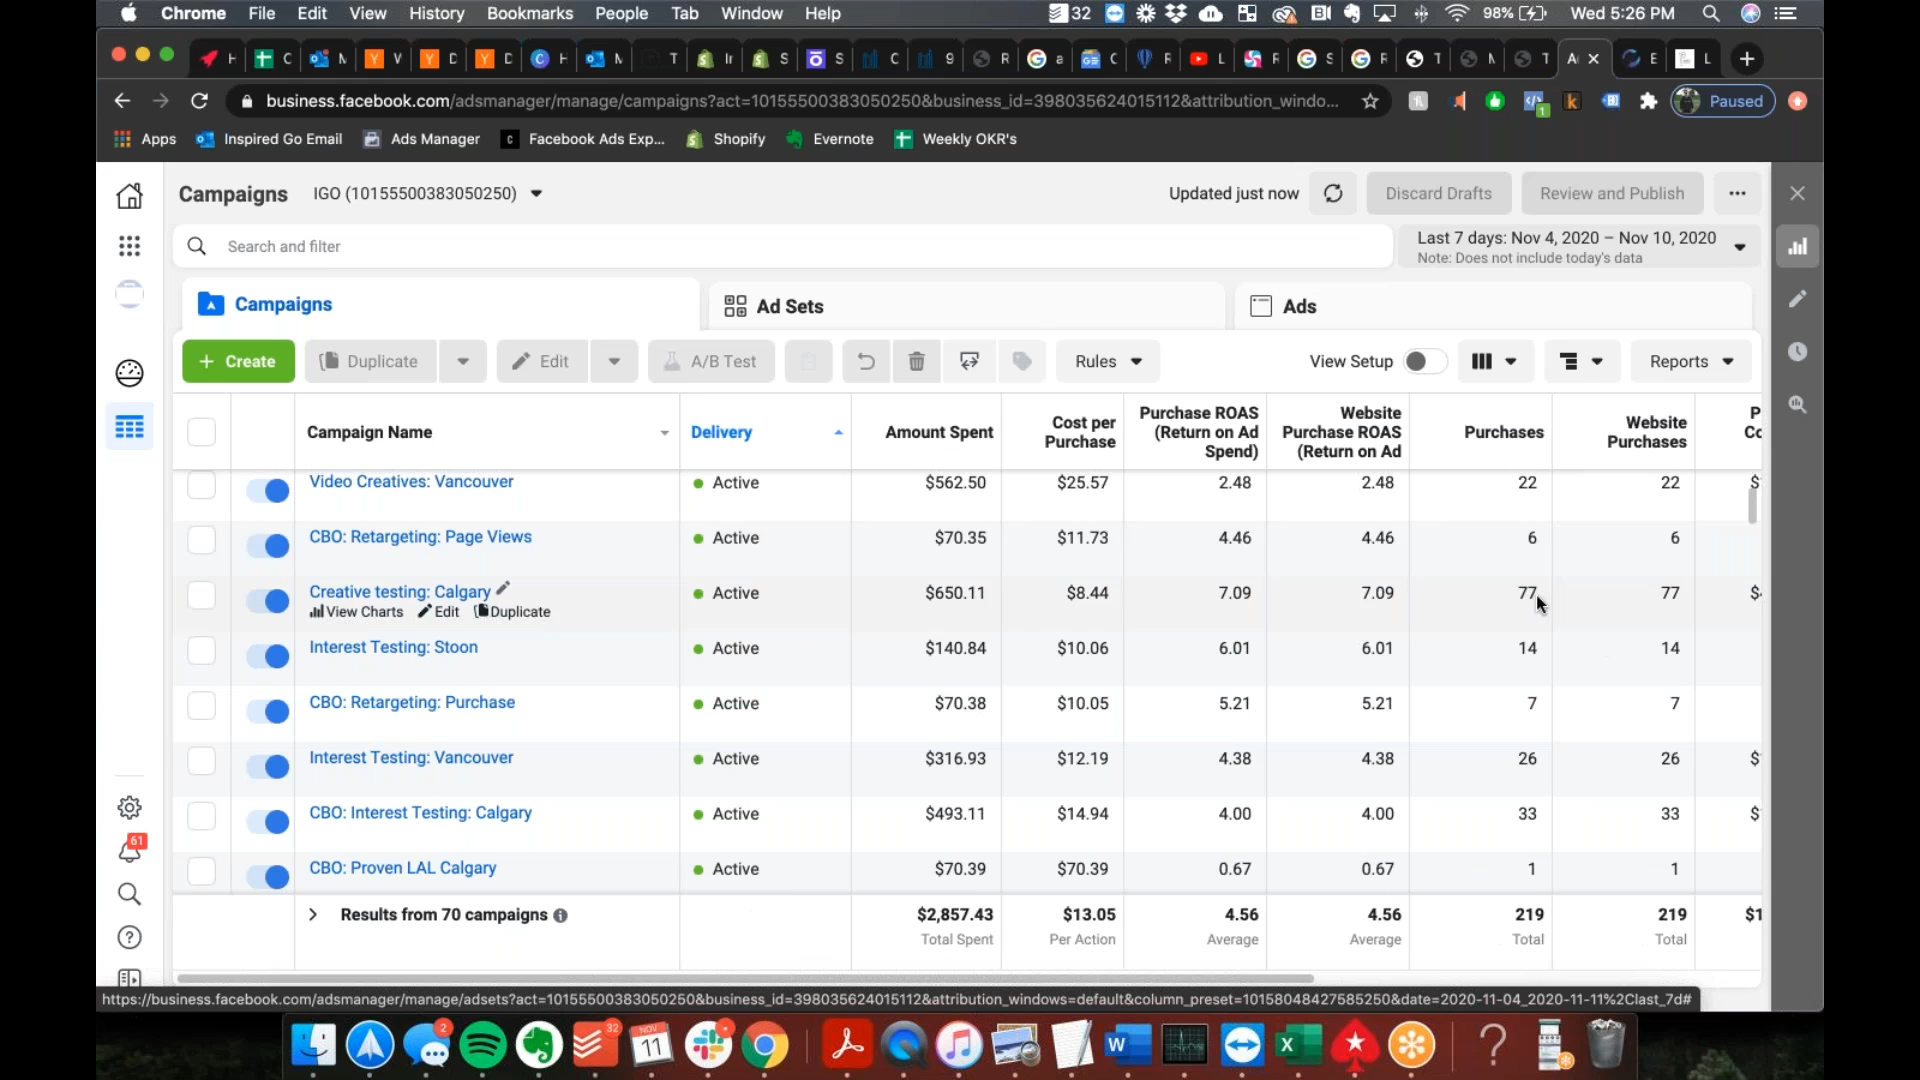 Chrome File Edit View History Bookmarks People Tab Window Help 32 98% Wed 5:26 PM
business.facebook.com/adsmanager/manage/campaigns?act=10155500383050250&business_id=398035624015112&attribution_windo... Paused
Apps Inspired Go Email Ads Manager Facebook Ads Exp... Shopify Evernote Weekly OKR's
Campaigns IGO (10155500383050250) Updated just now Discard Drafts Review and Publish
Search and filter
Last 7 days: Nov 4, 2020 – Nov 10, 2020
Note: Does not include today's data
Campaigns Ad Sets Ads
+ Create Duplicate Edit A/B Test Rules View Setup Reports
Campaign Name Delivery Amount Spent Cost per Purchase Purchase ROAS (Return on Ad Spend) Website Purchase ROAS (Return on Ad Purchases Website Purchases
Video Creatives: Vancouver Active $562.50 $25.57 2.48 2.48 22 22
CBO: Retargeting: Page Views Active $70.35 $11.73 4.46 4.46 6 6
Creative testing: Calgary Active $650.11 $8.44 7.09 7.09 77 77
View Charts Edit Duplicate
Interest Testing: Stoon Active $140.84 $10.06 6.01 6.01 14 14
CBO: Retargeting: Purchase Active $70.38 $10.05 5.21 5.21 7 7
Interest Testing: Vancouver Active $316.93 $12.19 4.38 4.38 26 26
CBO: Interest Testing: Calgary Active $493.11 $14.94 4.00 4.00 33 33
CBO: Proven LAL Calgary Active $70.39 $70.39 0.67 0.67 1 1
Results from 70 campaigns $2,857.43 $13.05 4.56 4.56 219 219 $1
Total Spent Per Action Average Average Total Total
61
https://business.facebook.com/adsmanager/manage/adsets?act=10155500383050250&business_id=398035624015112&attribution_windows=default&column_preset=10158048427585250&date=2020-11-04_2020-11-11%2Clast_7d#
2 32 NOV 11